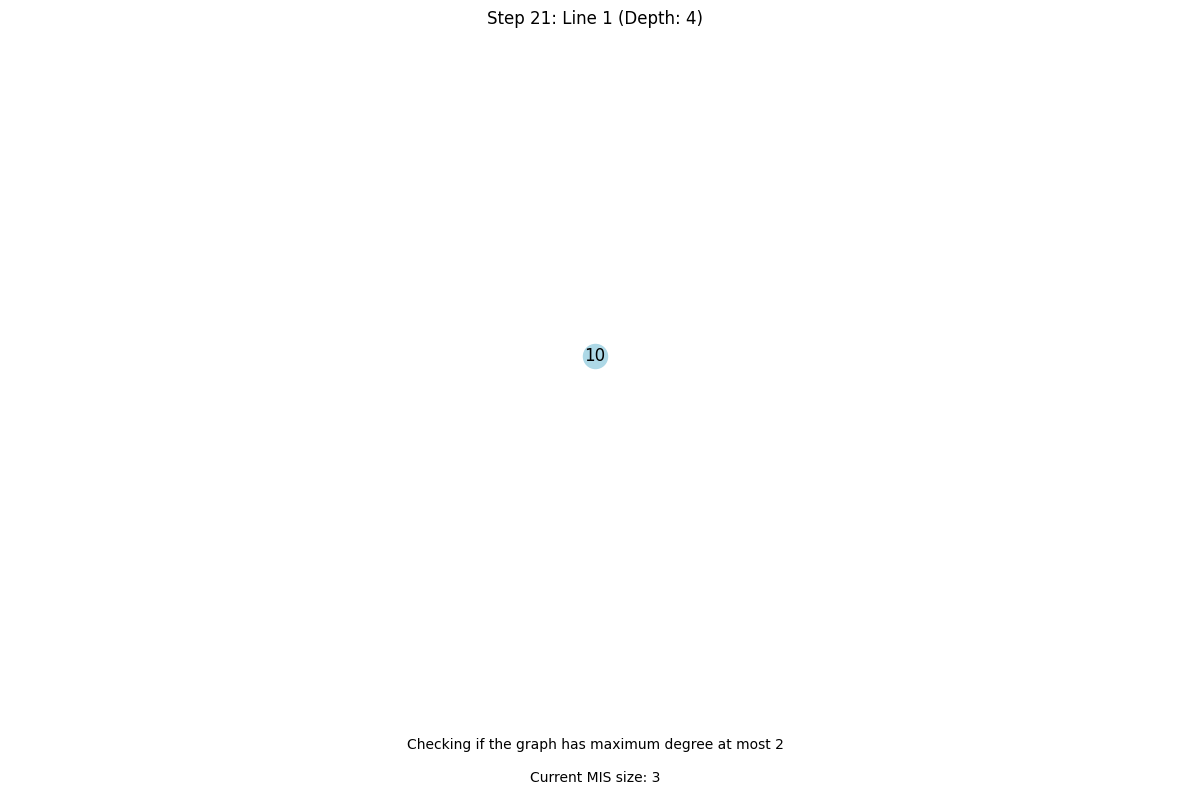 Step 21: Line 1 (Depth: 4)
10
Checking if the graph has maximum degree at most 2
Current MIS size: 3